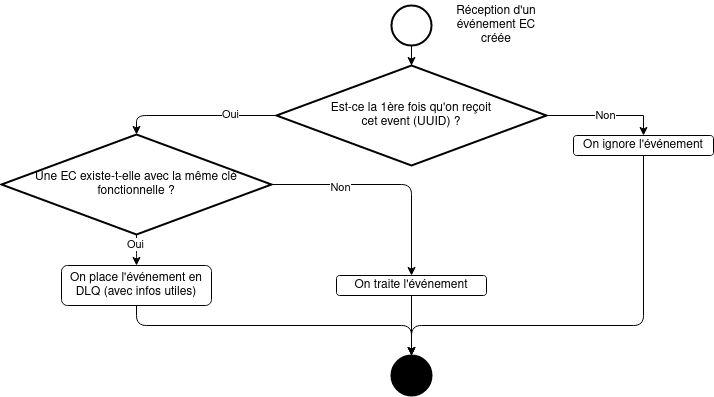 Réception d'un
événement EC
créée
Est-ce la 1ère fois qu'on reçoit
cet event (UUID) ?
Oui
Non
On ignore l'événement
Une EC existe-t-elle avec la même clé
fonctionnelle ?
Non
Oui
On place l'événement en
DLQ (avec infos utiles)
On traite l'événement